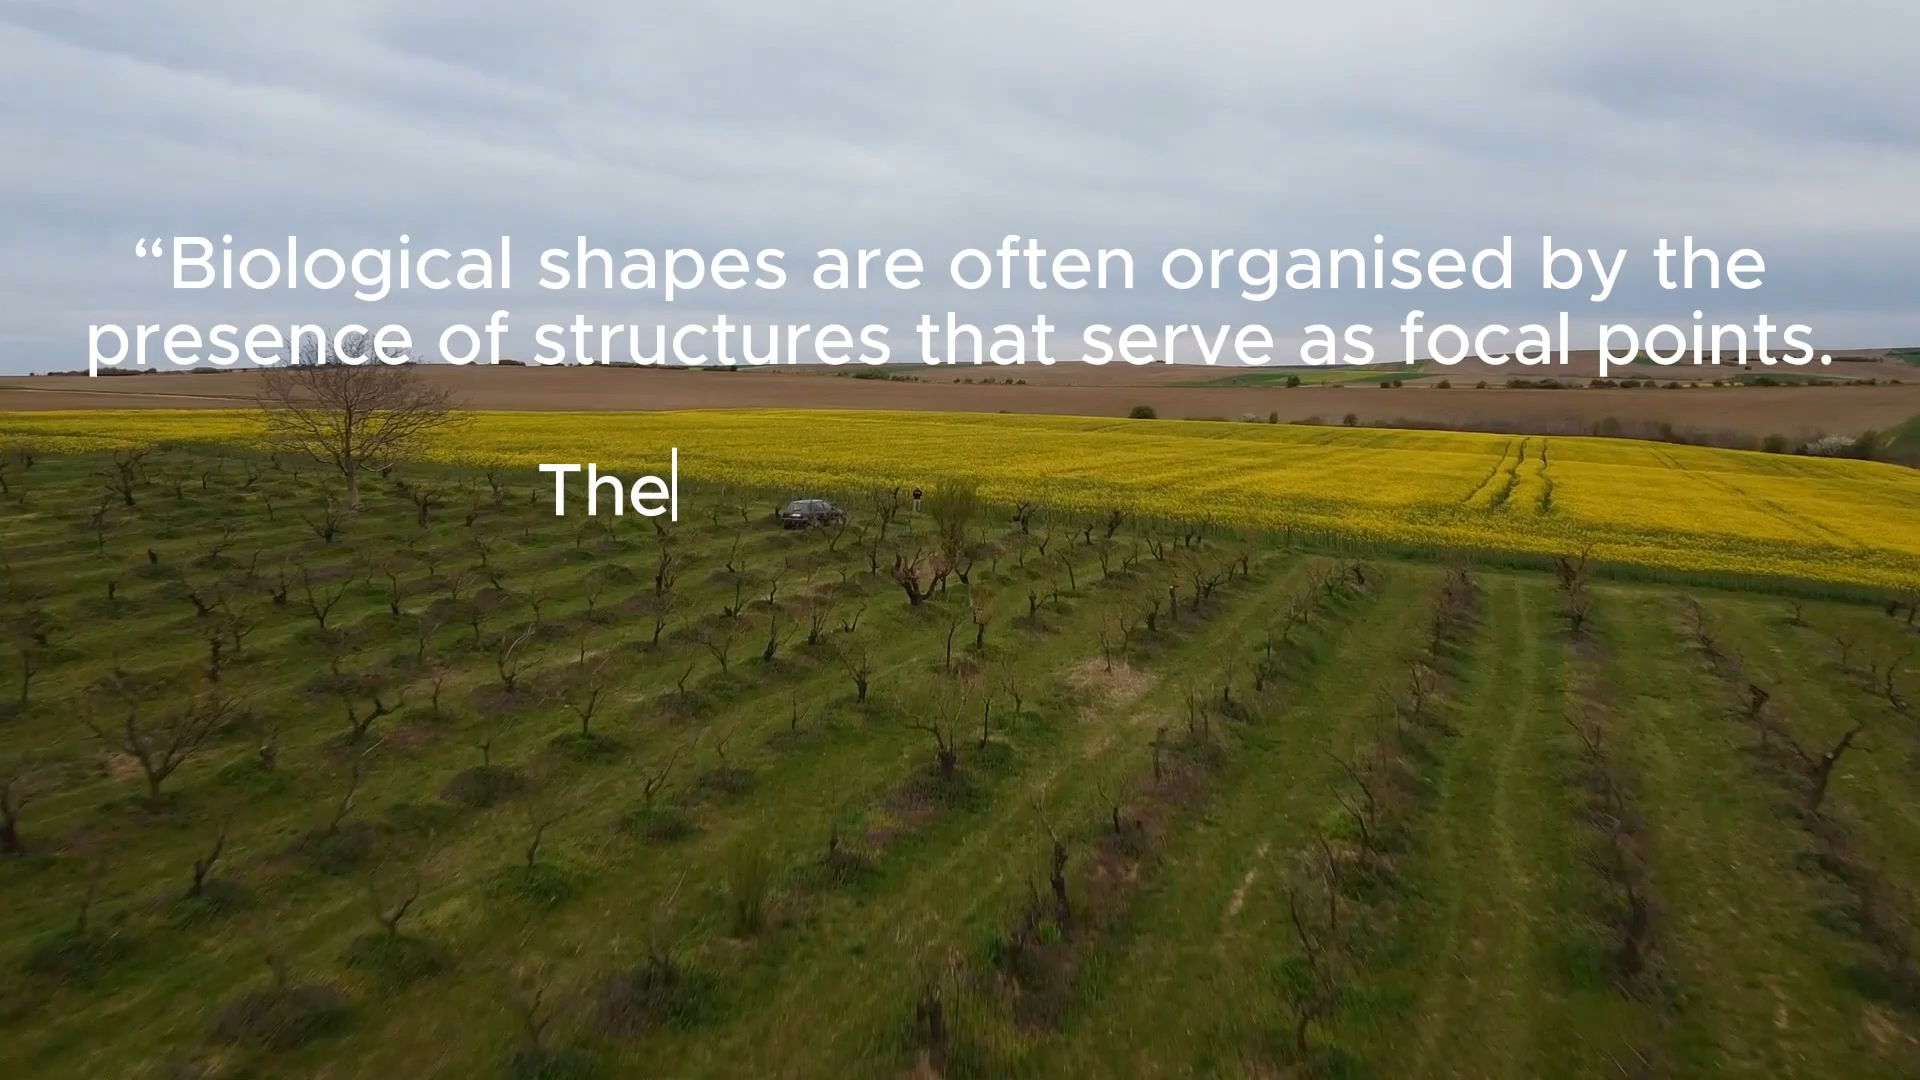 “Biological shapes are often organised by the
presence of structures that serve as focal points.
The